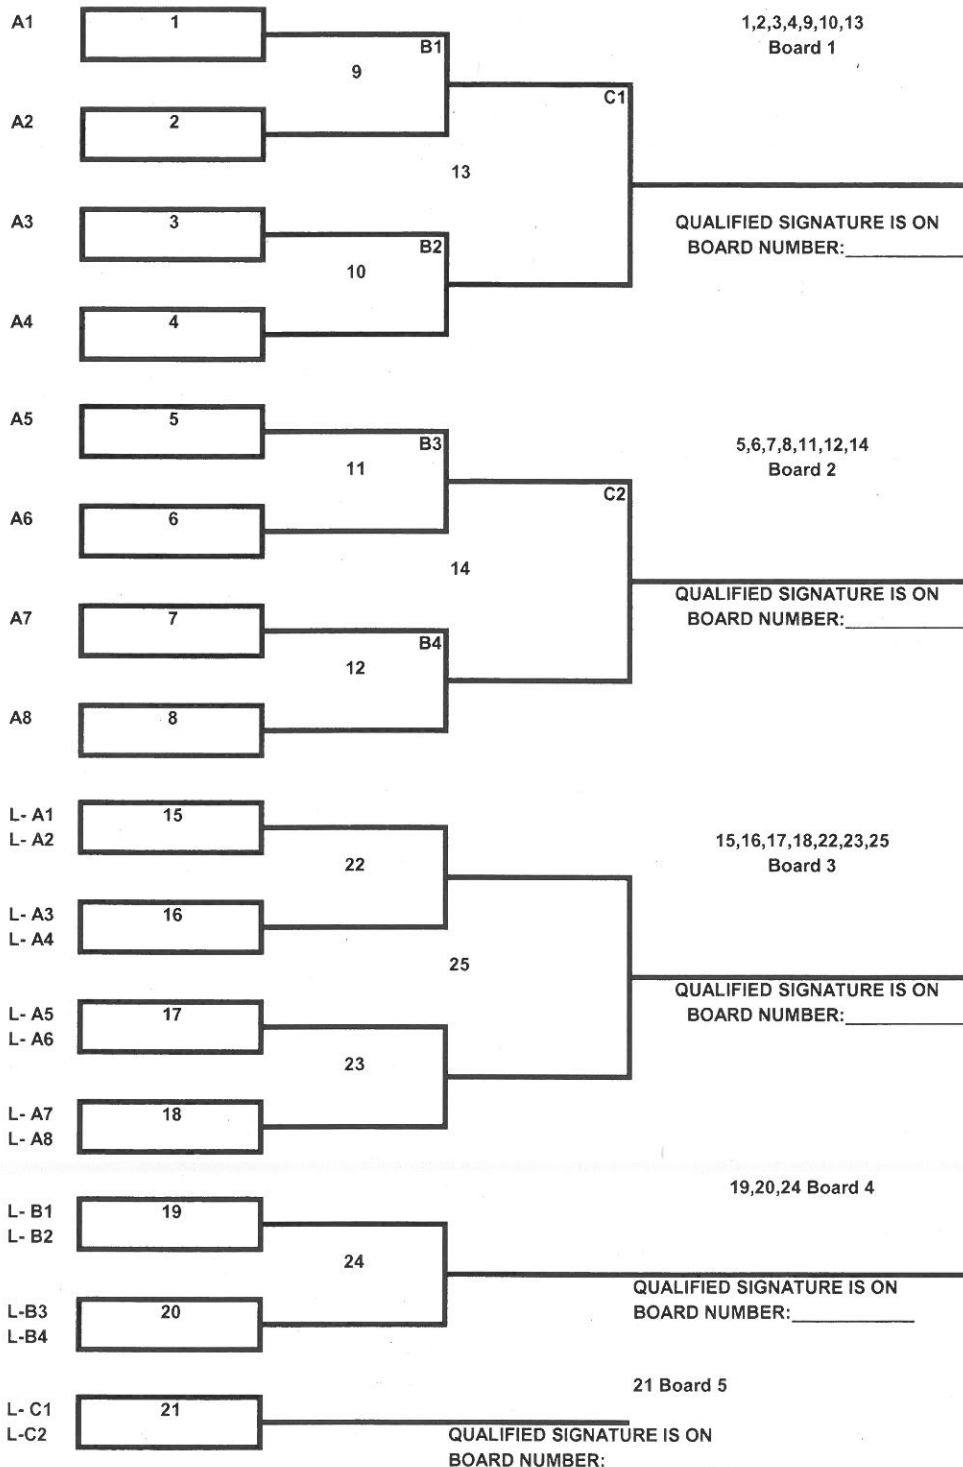 A1 1
1,2,3,4,9,10,13
Board 1
B1
9
C1
A2 2
13
A3 3
QUALIFIED SIGNATURE IS ON
BOARD NUMBER:____________
B2
10
A4 4
A5 5
5,6,7,8,11,12,14
Board 2
B3
11
C2
A6 6
14
QUALIFIED SIGNATURE IS ON
BOARD NUMBER:____________
A7 7
B4
12
A8 8
L- A1 15
L- A2
15,16,17,18,22,23,25
Board 3
22
L- A3 16
L- A4
25
QUALIFIED SIGNATURE IS ON
BOARD NUMBER:____________
L- A5 17
L- A6
23
L- A7 18
L- A8
19,20,24 Board 4
L- B1 19
L- B2
24
QUALIFIED SIGNATURE IS ON
BOARD NUMBER:____________
L-B3 20
L-B4
21 Board 5
L- C1 21
L-C2
QUALIFIED SIGNATURE IS ON
BOARD NUMBER: